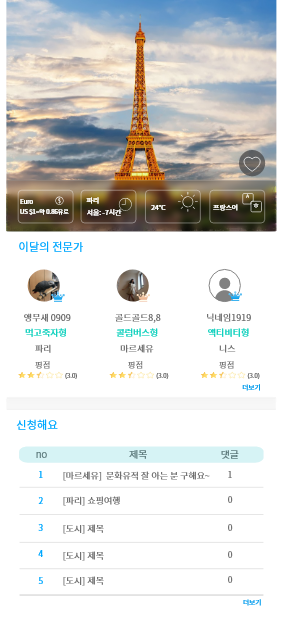 Euro
US $1=약 0.86유로
파리
서울: -7시간
24℃
프랑스어
A
이달의 전문가
앵무새 0909
골드골드8,8
닉네임1919
먹고죽자형
콜럼버스형
액티비티형
파리
마르세유
니스
평점
평점
평점
(3.0)
(3.0)
(3.0)
더보기
신청해요
no 제목 댓글
1 [마르세유] 문화유적 잘 아는 분 구해요~ 1
2 [파리] 쇼핑여행 0
3 [도시] 제목 0
4 [도시] 제목 0
5 [도시] 제목 0
더보기